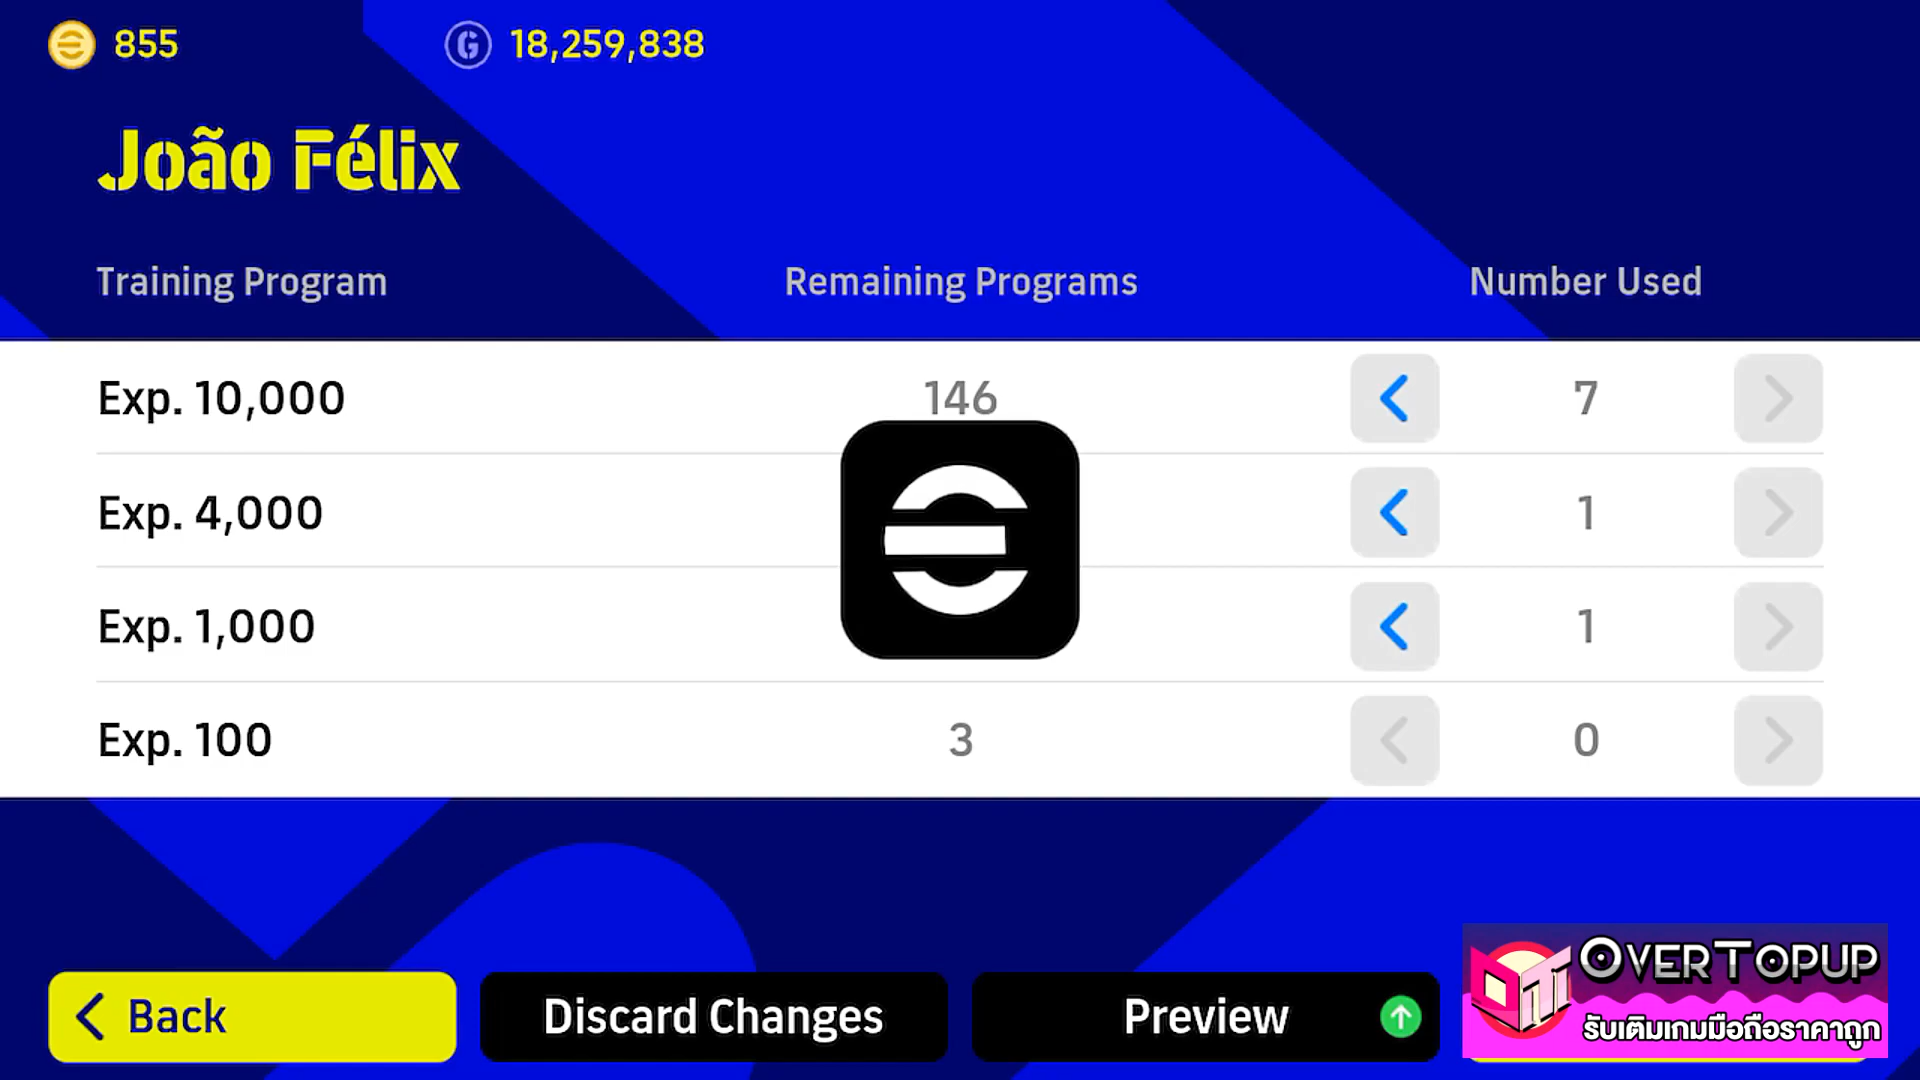 855
18,259,838
João Félix
Training Program Remaining Programs Number Used
Exp. 10,000 146 7
Exp. 4,000 1
Exp. 1,000 1
Exp. 100 3 0
Back Discard Changes Preview
OVERTOPUP
รับเติมเกมมือถือราคาถูก